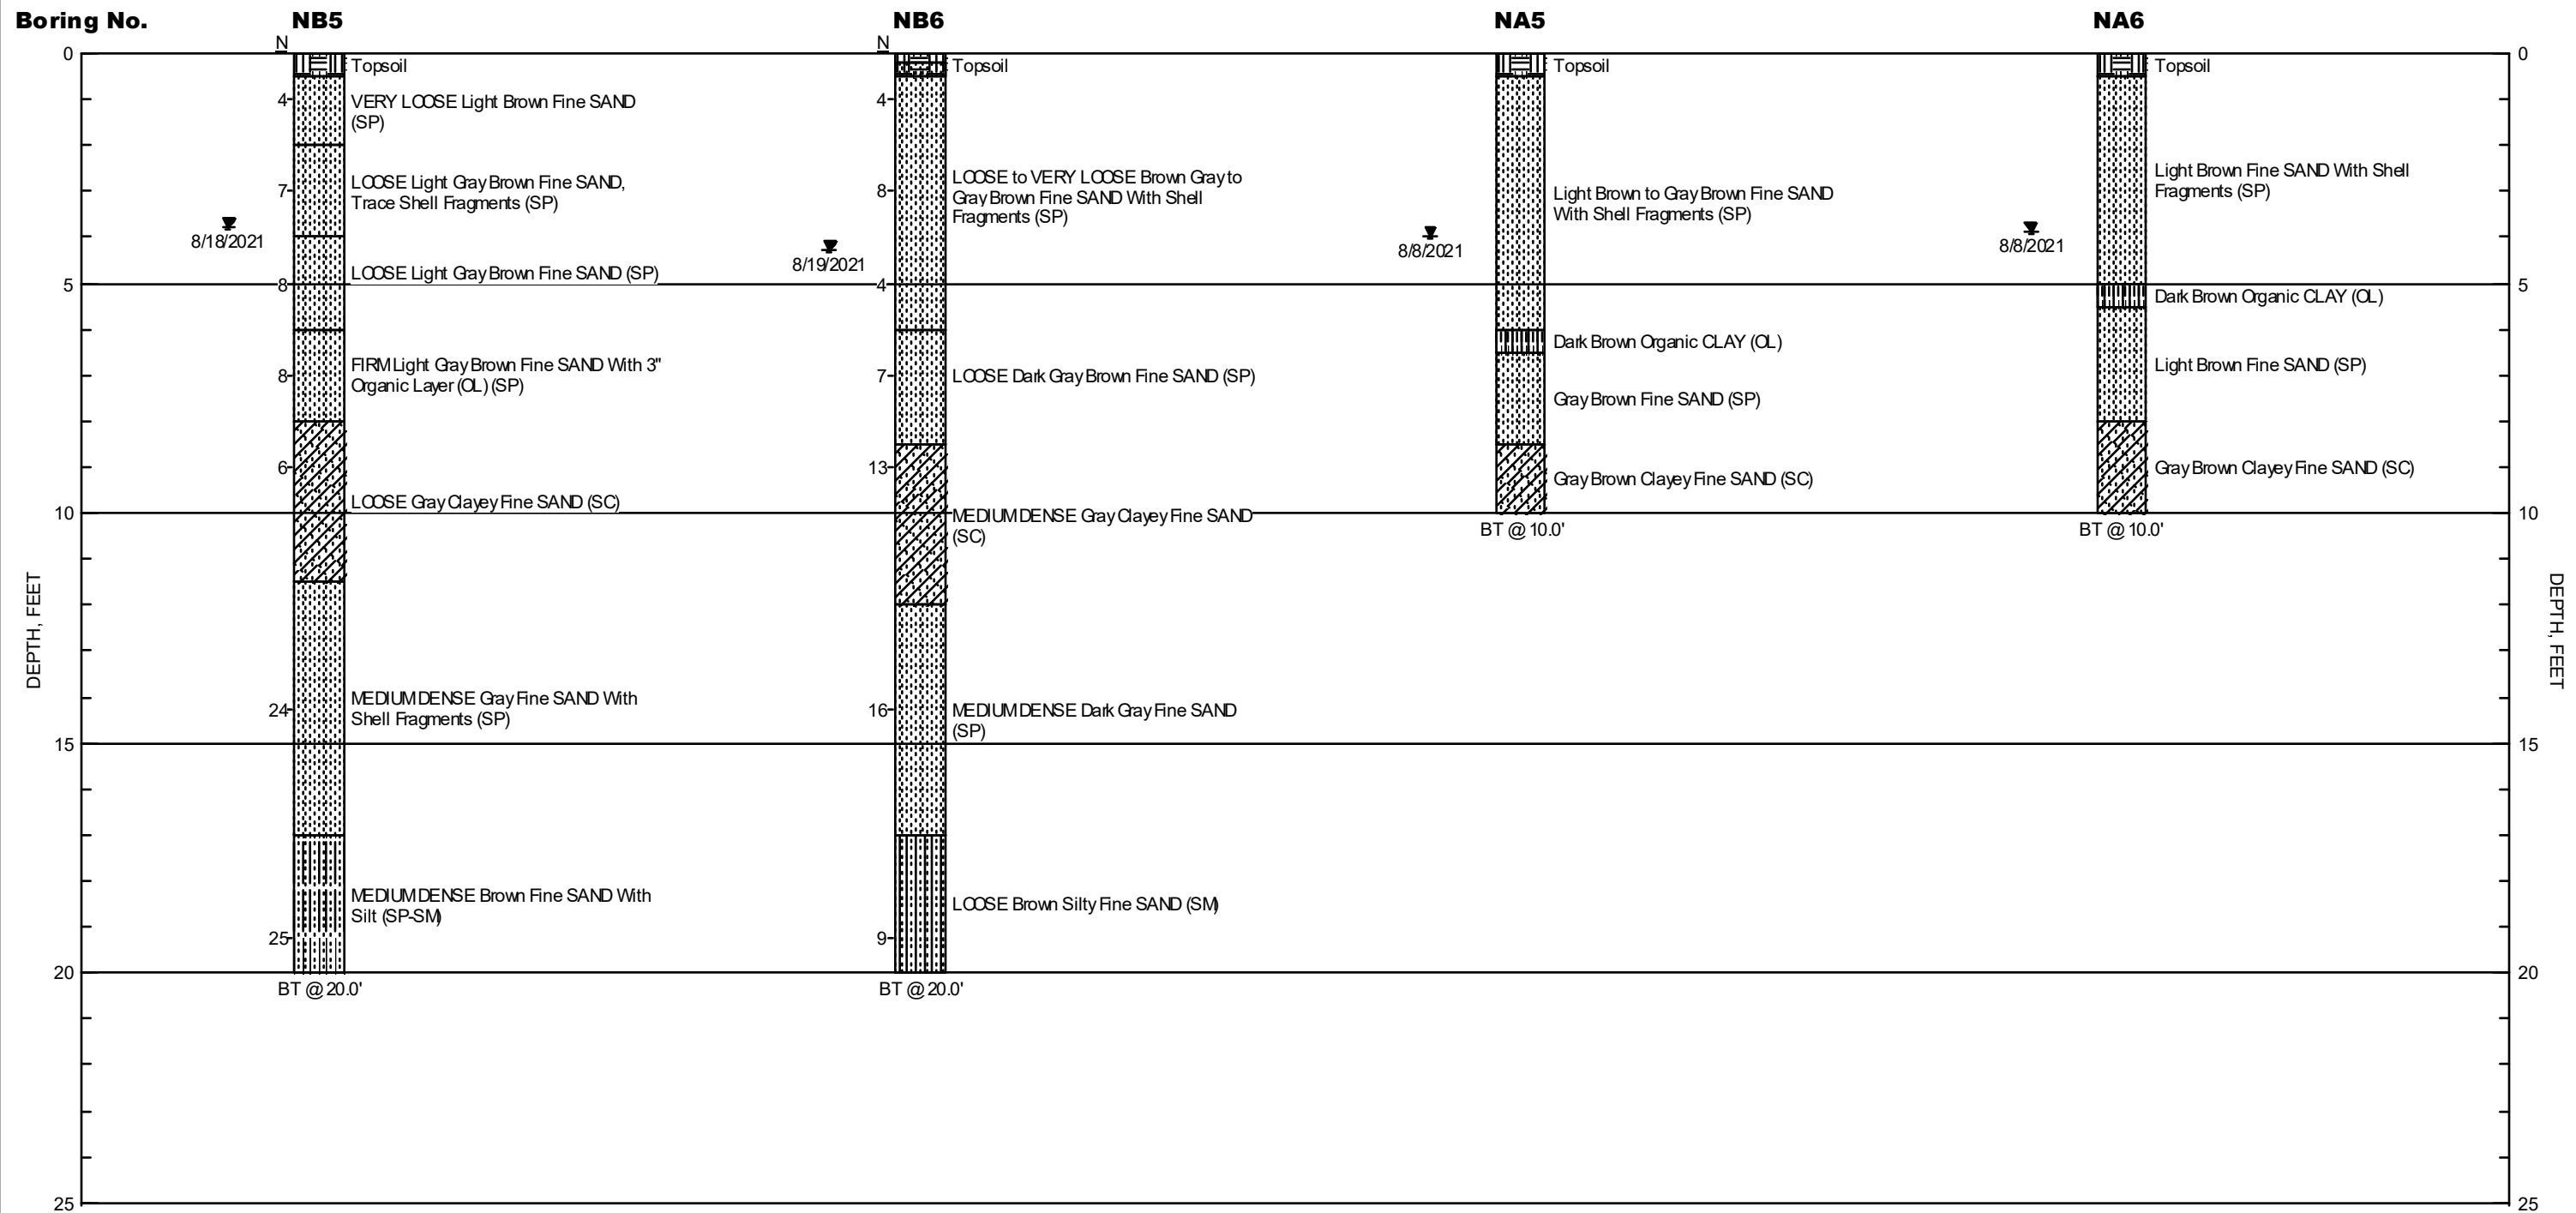 Boring No.
NB5
NB6
NA5
NA6
N
N
0
0
Topsoil
Topsoil
Topsoil
Topsoil
4
VERY LOOSE Light Brown Fine SAND
(SP)
4
7
LOOSE Light Gray Brown Fine SAND,
Trace Shell Fragments (SP)
8
LOOSE to VERY LOOSE Brown Gray to
Gray Brown Fine SAND With Shell
Fragments (SP)
Light Brown to Gray Brown Fine SAND
With Shell Fragments (SP)
Light Brown Fine SAND With Shell
Fragments (SP)
8/18/2021
8/19/2021
8/8/2021
8/8/2021
LOOSE Light Gray Brown Fine SAND (SP)
5
8
4
5
Dark Brown Organic CLAY (OL)
Dark Brown Organic CLAY (OL)
8
FIRM Light Gray Brown Fine SAND With 3"
Organic Layer (OL) (SP)
7
LOOSE Dark Gray Brown Fine SAND (SP)
Gray Brown Fine SAND (SP)
Light Brown Fine SAND (SP)
6
LOOSE Gray Clayey Fine SAND (SC)
13
MEDIUM DENSE Gray Clayey Fine SAND
(SC)
Gray Brown Clayey Fine SAND (SC)
Gray Brown Clayey Fine SAND (SC)
10
10
BT @ 10.0'
BT @ 10.0'
DEPTH, FEET
DEPTH, FEET
24
MEDIUM DENSE Gray Fine SAND With
Shell Fragments (SP)
16
MEDIUM DENSE Dark Gray Fine SAND
(SP)
15
15
MEDIUM DENSE Brown Fine SAND With
Silt (SP-SM)
LOOSE Brown Silty Fine SAND (SM)
25
9
20
20
BT @ 20.0'
BT @ 20.0'
25
25